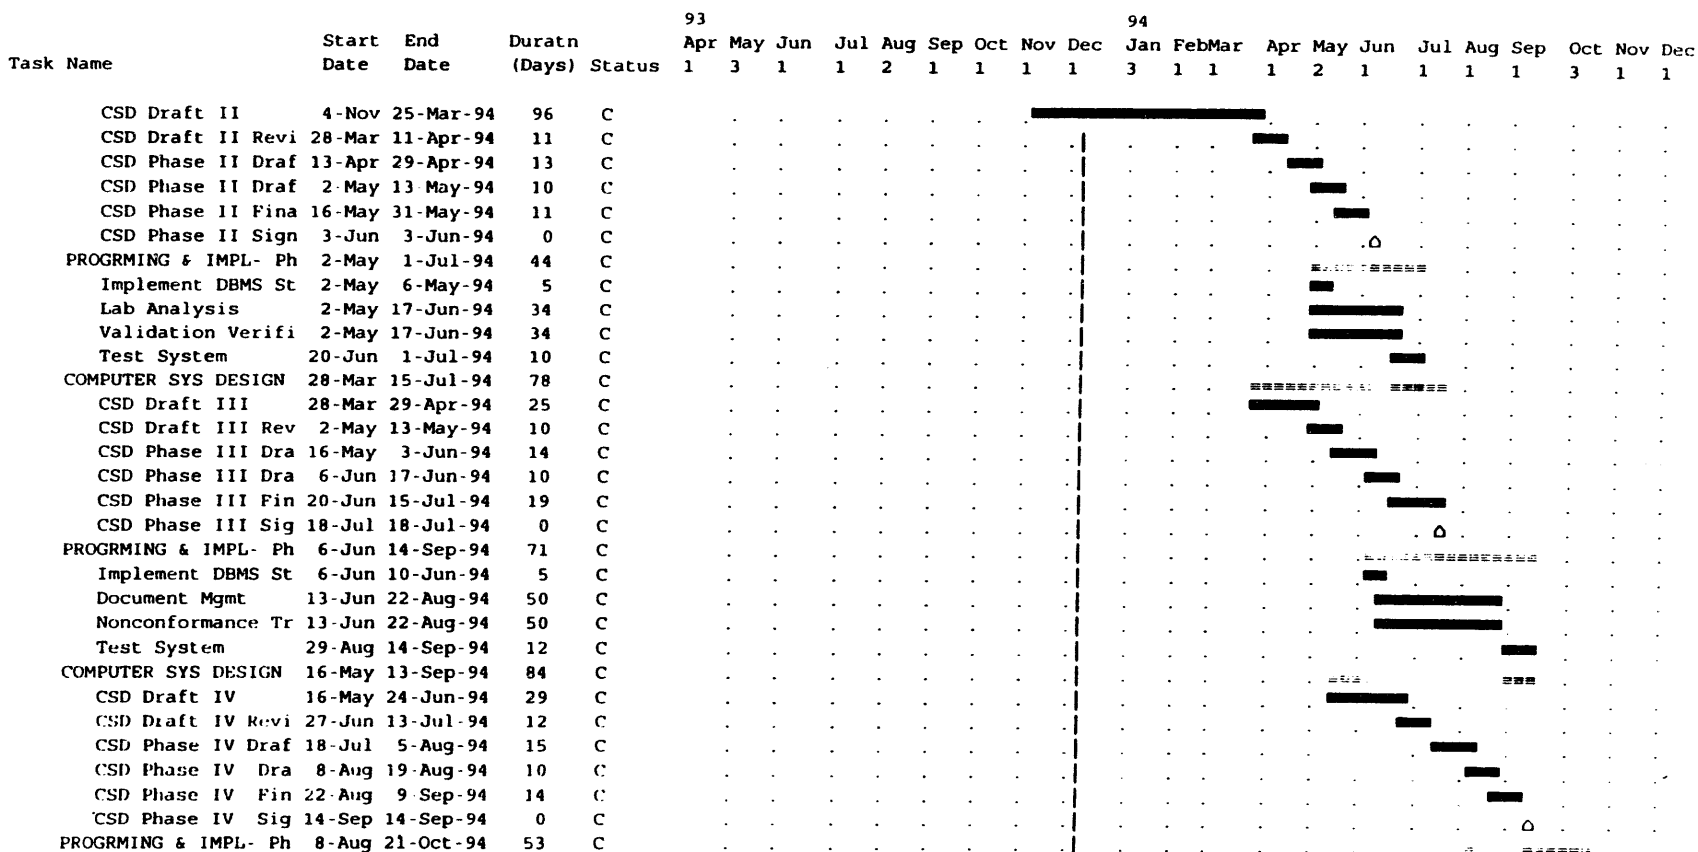 93 94
Start End Duratn Apr May Jun Jul Aug Sep Oct Nov Dec Jan FebMar Apr May Jun Jul Aug Sep Oct Nov Dec
Task Name Date Date (Days) Status 1 3 1 1 2 1 1 1 1 3 1 1 1 2 1 1 1 1 3 1 1
CSD Draft II 4-Nov 25-Mar-94 96 C
CSD Draft II Revi 28-Mar 11-Apr-94 11 C
CSD Phase II Draf 13-Apr 29-Apr-94 13 C
CSD Phase II Draf 2-May 13-May-94 10 C
CSD Phase II Fina 16-May 31-May-94 11 C
CSD Phase II Sign 3-Jun 3-Jun-94 0 C
PROGRMING & IMPL- Ph 2-May 1-Jul-94 44 C
Implement DBMS St 2-May 6-May-94 5 C
Lab Analysis 2-May 17-Jun-94 34 C
Validation Verifi 2-May 17-Jun-94 34 C
Test System 20-Jun 1-Jul-94 10 C
COMPUTER SYS DESIGN 28-Mar 15-Jul-94 78 C
CSD Draft III 28-Mar 29-Apr-94 25 C
CSD Draft III Rev 2-May 13-May-94 10 C
CSD Phase III Dra 16-May 3-Jun-94 14 C
CSD Phase III Dra 6-Jun 17-Jun-94 10 C
CSD Phase III Fin 20-Jun 15-Jul-94 19 C
CSD Phase III Sig 18-Jul 18-Jul-94 0 C
PROGRMING & IMPL- Ph 6-Jun 14-Sep-94 71 C
Implement DBMS St 6-Jun 10-Jun-94 5 C
Document Mgmt 13-Jun 22-Aug-94 50 C
Nonconformance Tr 13-Jun 22-Aug-94 50 C
Test System 29-Aug 14-Sep-94 12 C
COMPUTER SYS DESIGN 16-May 13-Sep-94 84 C
CSD Draft IV 16-May 24-Jun-94 29 C
CSD Draft IV Revi 27-Jun 13-Jul-94 12 C
CSD Phase IV Draf 18-Jul 5-Aug-94 15 C
CSD Phase IV Dra 8-Aug 19-Aug-94 10 C
CSD Phase IV Fin 22-Aug 9-Sep-94 14 C
CSD Phase IV Sig 14-Sep 14-Sep-94 0 C
PROGRMING & IMPL- Ph 8-Aug 21-Oct-94 53 C